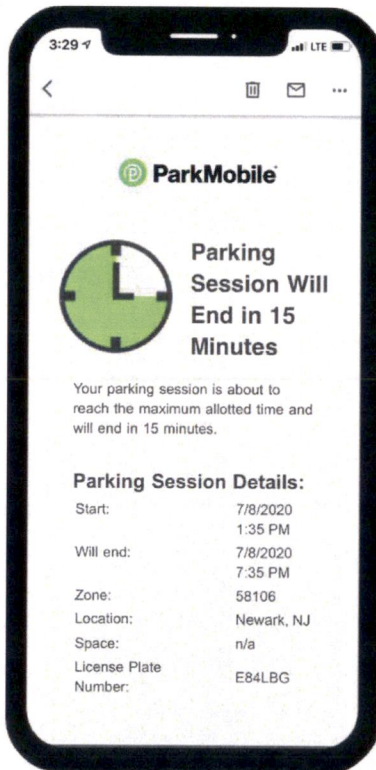 3:29 LTE
ParkMobile
Parking
Session Will
End in 15
Minutes
Your parking session is about to
reach the maximum allotted time and
will end in 15 minutes.
Parking Session Details:
Start: 7/8/2020
1:35 PM
Will end: 7/8/2020
7:35 PM
Zone: 58106
Location: Newark, NJ
Space: n/a
License Plate
Number: E84LBG